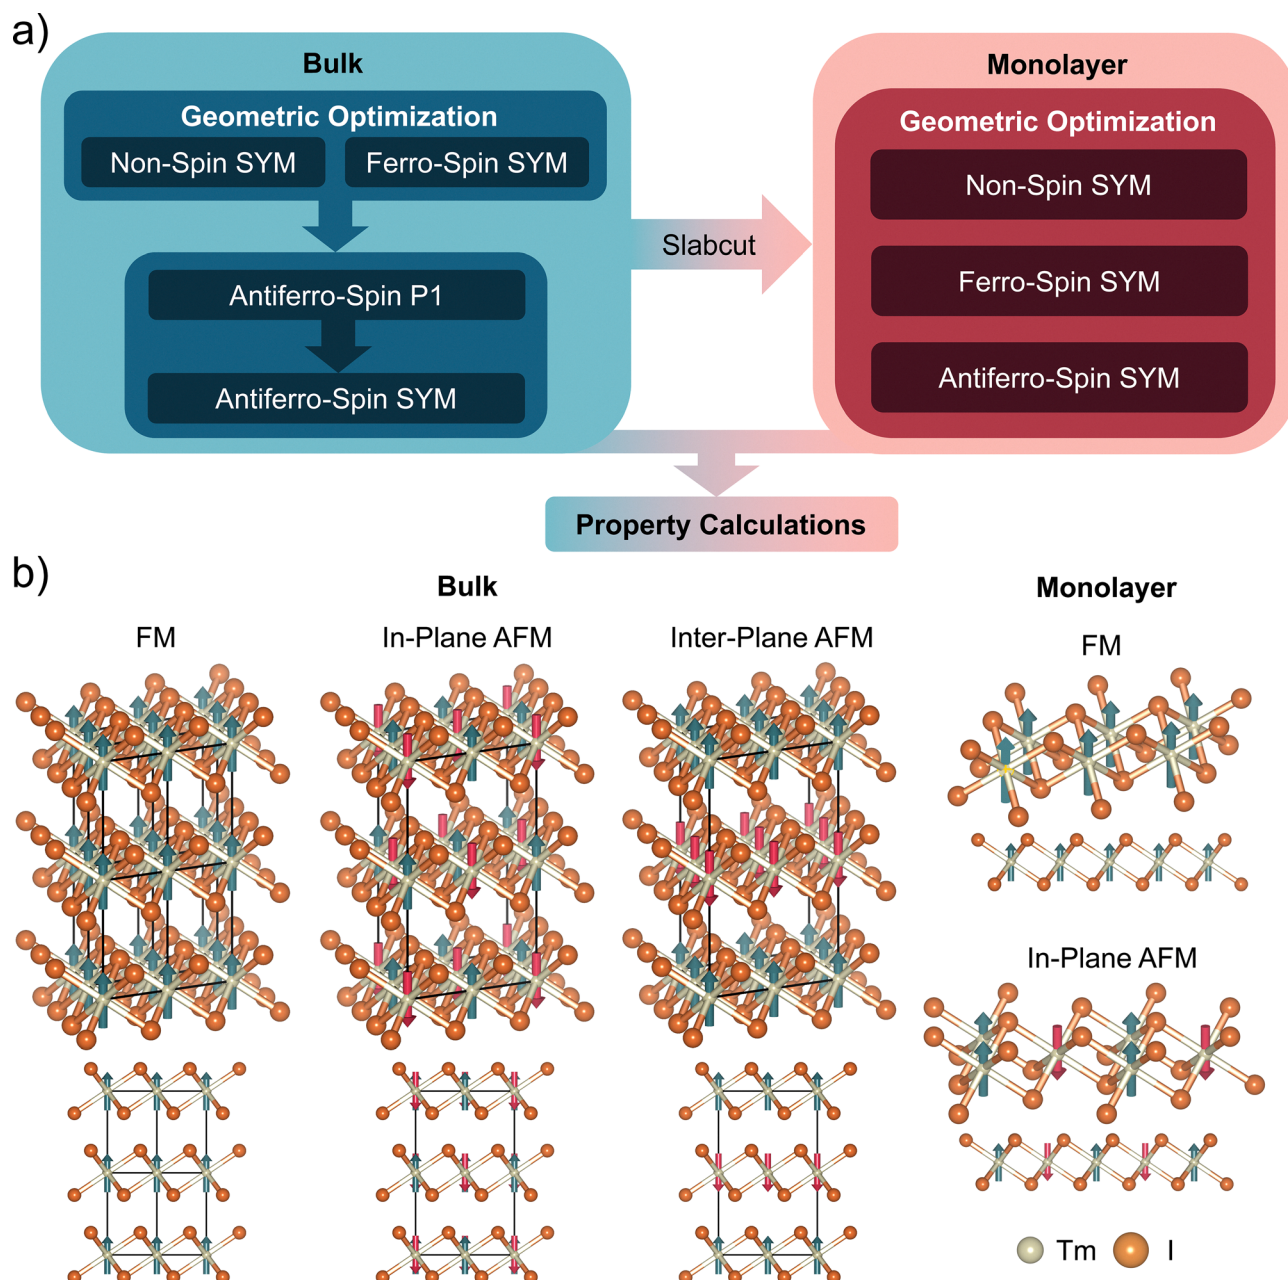 a)
Bulk
Geometric Optimization
Non-Spin SYM
Ferro-Spin SYM
Antiferro-Spin P1
Antiferro-Spin SYM
Slabcut
Monolayer
Geometric Optimization
Non-Spin SYM
Ferro-Spin SYM
Antiferro-Spin SYM
Property Calculations
b)
Bulk
FM
In-Plane AFM
Inter-Plane AFM
Monolayer
FM
In-Plane AFM
Tm
I